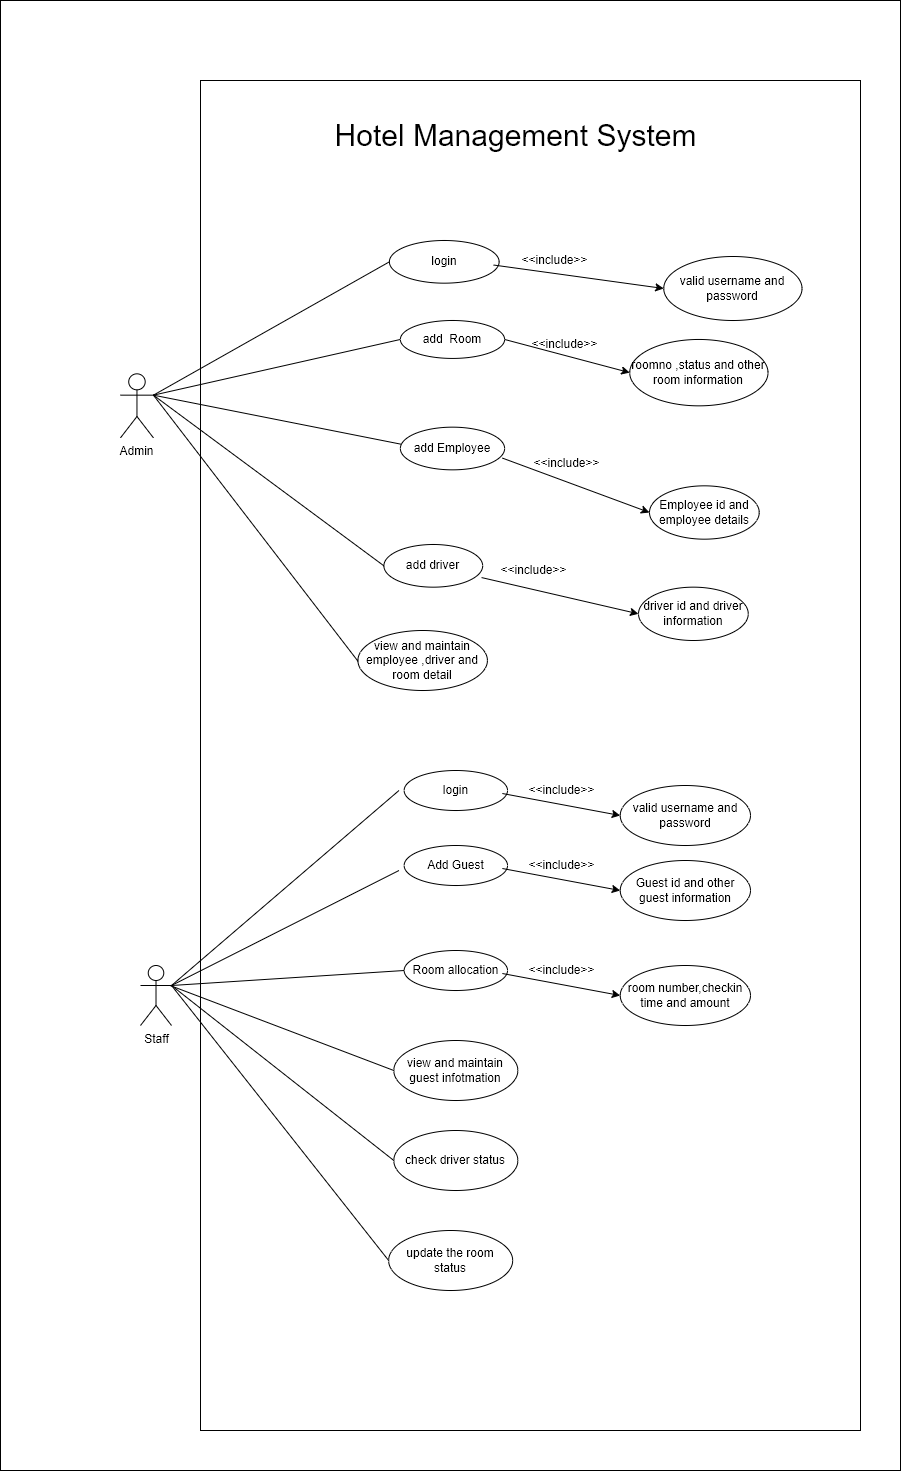 Hotel Management System
login
<<include>>
valid username and
password
add  Room
<<include>>
roomno ,status and other
room information
Admin
add Employee
<<include>>
Employee id and
employee details
add driver
<<include>>
driver id and driver
information
view and maintain
employee ,driver and
room detail
login
<<include>>
valid username and
password
Add Guest
<<include>>
Guest id and other
guest information
Room allocation
<<include>>
room number,checkin
time and amount
Staff
view and maintain
guest infotmation
check driver status
update the room
status